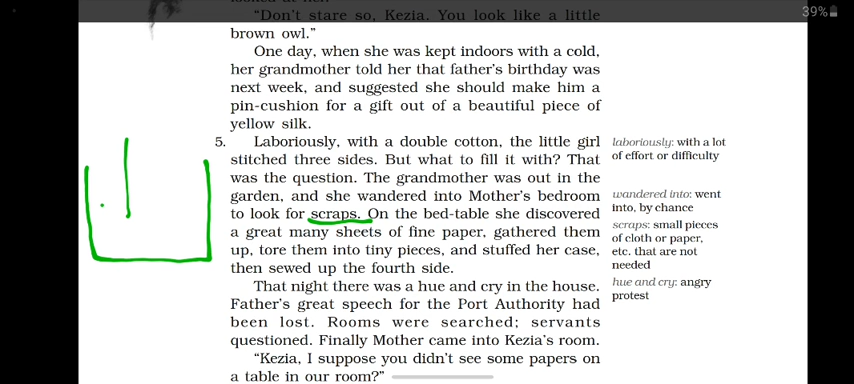 39%
"Don't stare so, Kezia. You look like a little
brown owl."
One day, when she was kept indoors with a cold,
her grandmother told her that father's birthday was
next week, and suggested she should make him a
pin-cushion for a gift out of a beautiful piece of
yellow silk.
5. Laboriously, with a double cotton, the little girl
stitched three sides. But what to fill it with? That
was the question. The grandmother was out in the
garden, and she wandered into Mother's bedroom
to look for scraps. On the bed-table she discovered
a great many sheets of fine paper, gathered them
up, tore them into tiny pieces, and stuffed her case,
then sewed up the fourth side.
That night there was a hue and cry in the house.
Father's great speech for the Port Authority had
been lost. Rooms were searched; servants
questioned. Finally Mother came into Kezia's room.
"Kezia, I suppose you didn't see some papers on
a table in our room?"
laboriously: with a lot
of effort or difficulty
wandered into: went
into, by chance
scraps: small pieces
of cloth or paper,
etc. that are not
needed
hue and cry: angry
protest